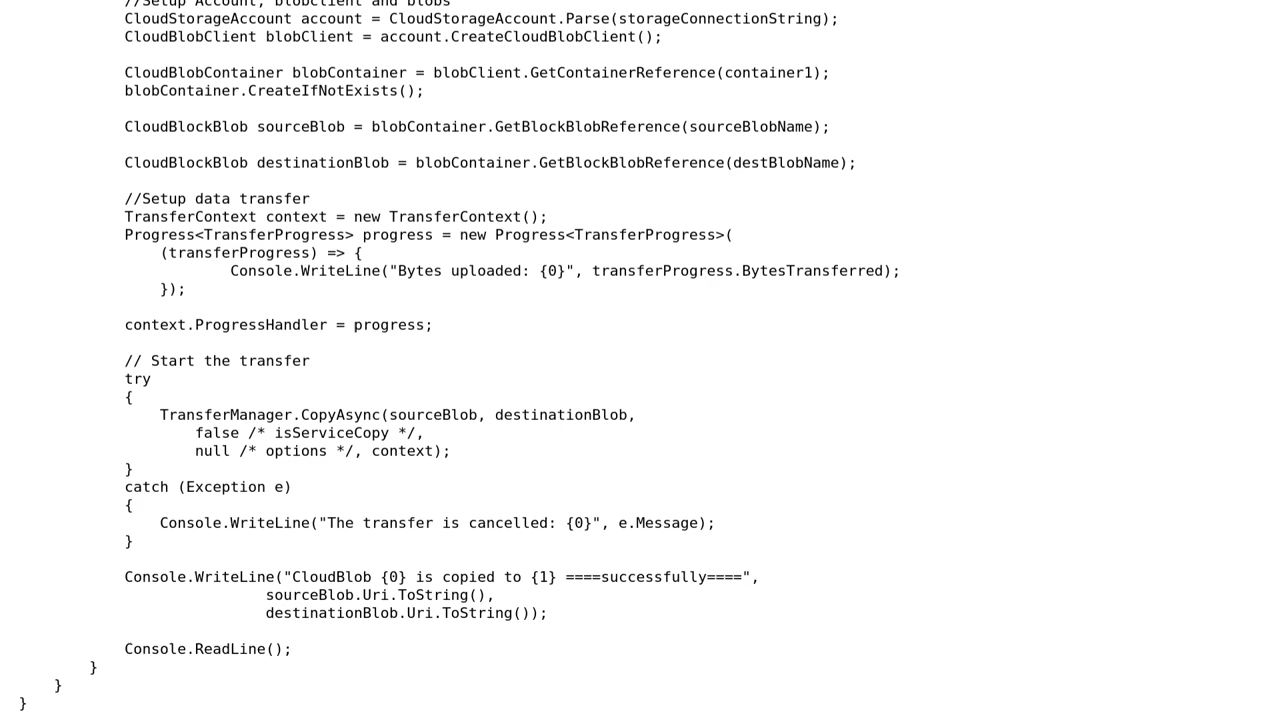 //Setup Account, blobclient and blobs
CloudStorageAccount account = CloudStorageAccount.Parse(storageConnectionString);
CloudBlobClient blobClient = account.CreateCloudBlobClient();
CloudBlobContainer blobContainer = blobClient.GetContainerReference(container1);
blobContainer.CreateIfNotExists();
CloudBlockBlob sourceBlob = blobContainer.GetBlockBlobReference(sourceBlobName);
CloudBlockBlob destinationBlob = blobContainer.GetBlockBlobReference(destBlobName);
//Setup data transfer
TransferContext context = new TransferContext();
Progress<TransferProgress> progress = new Progress<TransferProgress>(
(transferProgress) => {
Console.WriteLine("Bytes uploaded: {0}", transferProgress.BytesTransferred);
});
context.ProgressHandler = progress;
// Start the transfer
try
{
TransferManager.CopyAsync(sourceBlob, destinationBlob,
false /* isServiceCopy */,
null /* options */, context);
}
catch (Exception e)
{
Console.WriteLine("The transfer is cancelled: {0}", e.Message);
}
Console.WriteLine("CloudBlob {0} is copied to {1} ====successfully====",
sourceBlob.Uri.ToString(),
destinationBlob.Uri.ToString());
Console.ReadLine();
}
}
}